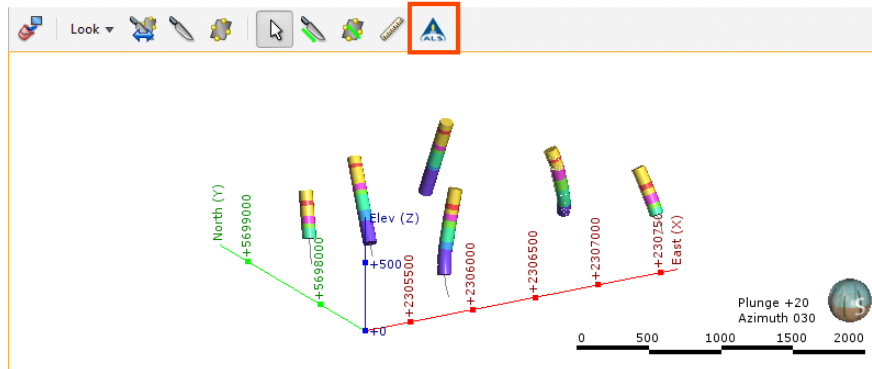 Look
ALS
North (Y)
+5699000
+5698000
Elev (Z)
+500
+0
+2305500
+2306000
+2306500
+2307000
+230750
East (X)
Plunge +20
Azimuth 030
S
0 500 1000 1500 2000